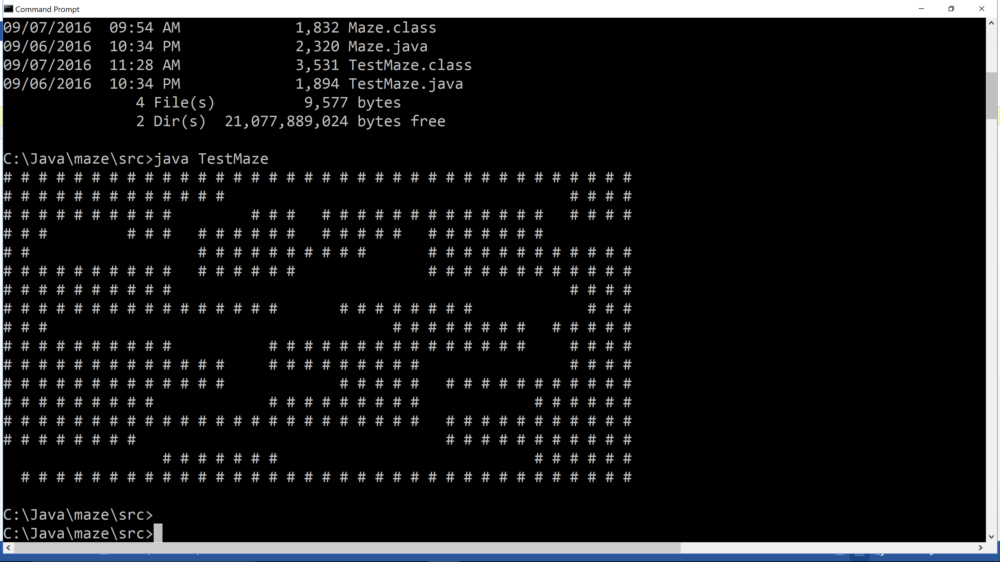 Command Prompt
09/07/2016  09:54 AM             1,832 Maze.class
09/06/2016  10:34 PM             2,320 Maze.java
09/07/2016  11:28 AM             3,531 TestMaze.class
09/06/2016  10:34 PM             1,894 TestMaze.java
               4 File(s)          9,577 bytes
               2 Dir(s)  21,077,889,024 bytes free
C:\Java\maze\src>java TestMaze
# # # # # # # # # # # # # # # # # # # # # # # # # # # # # # # # # # # #
# # # # # # # # # # # # #                                       # # # #
# # # # # # # # # #         # # #   # # # # # # # # # # # # #   # # # #
# # #         # # #   # # # # # #   # # # # #   # # # # # # #
# #                   # # # # # # # # # #       # # # # # # # # # # # #
# # # # # # # # # #   # # # # # #               # # # # # # # # # # # #
# # # # # # # # # #                                             # # # #
# # # # # # # # # # # # # # # #       # # # # # # # #             # # #
# # #                                       # # # # # # # #   # # # # #
# # # # # # # # # #           # # # # # # # # # # # # # # #     # # # #
# # # # # # # # # # # # #     # # # # # # # # #                 # # # #
# # # # # # # # # # # # #             # # # # #   # # # # # # # # # # #
# # # # # # # # #             # # # # # # # # #             # # # # # #
# # # # # # # # # # # # # # # # # # # # # # # #   # # # # # # # # # # #
# # # # # # # #                                   # # # # # # # # # # #
                  # # # # # # #                             # # # # # #
  # # # # # # # # # # # # # # # # # # # # # # # # # # # # # # # # # # #
C:\Java\maze\src>
C:\Java\maze\src>